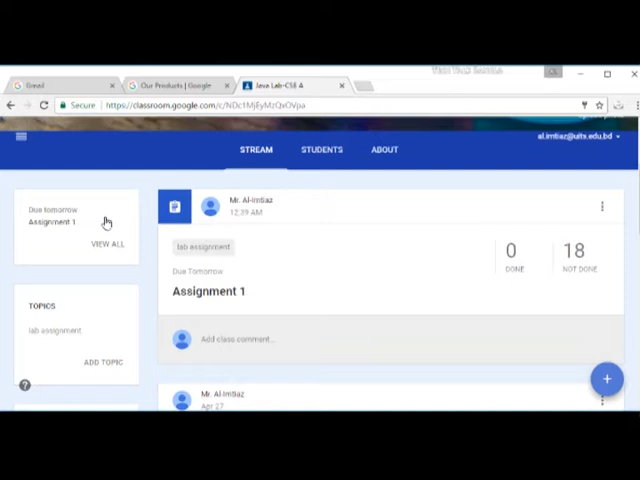 Gmail
Our Products | Google
Java Lab-CSE A
Secure
https://classroom.google.com/c/NDc1MjEyMzQxOVpa
al.imtiaz@uits.edu.bd
STREAM
STUDENTS
ABOUT
Due tomorrow
Assignment 1
VIEW ALL
TOPICS
lab assignment
ADD TOPIC
?
Mr. Al-Imtiaz
12:39 AM
lab assignment
Due Tomorrow
Assignment 1
0
DONE
18
NOT DONE
Add class comment...
+
Mr. Al-Imtiaz
Apr 27